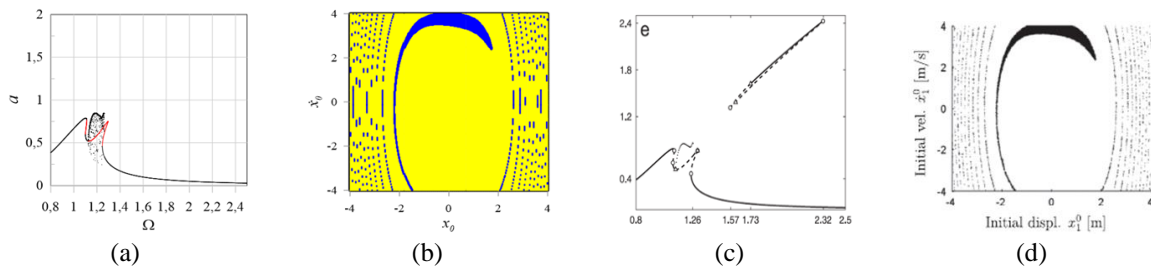 2
1,5
a
1
0,5
0
0,8 1 1,2 1,4 1,6 1,8 2 2,2 2,4
Ω
(a)
4
2
ẋ₀
0
−2
−4
−4 −2 0 2 4
x₀
(b)
e
2,4
1.8
1,2
0.4
0.8 1.26 1.57 1.73 2.32 2.5
(c)
4
2
Initial vel. ẋ₁⁰ [m/s]
0
−2
−4
−4 −2 0 2 4
Initial displ. x₁⁰ [m]
(d)